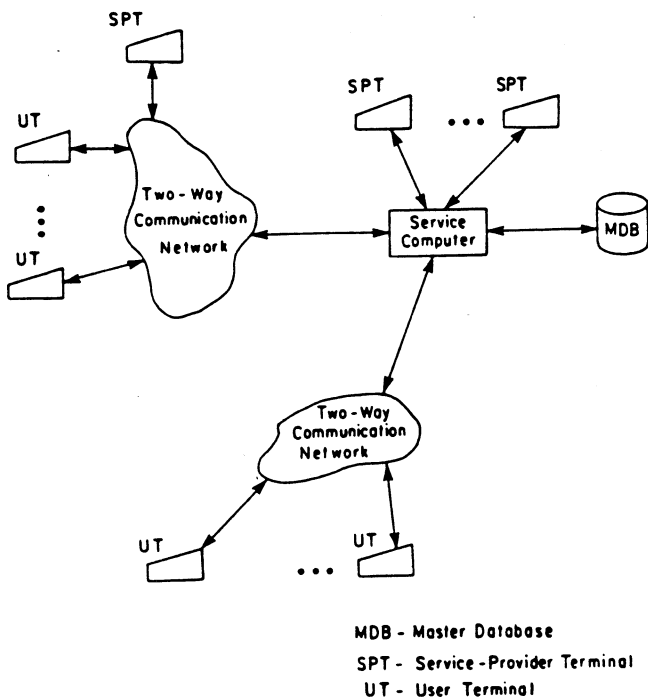 SPT
SPT
SPT
UT
Two-Way
Communication
Network
Service
Computer
MDB
UT
Two-Way
Communication
Network
UT
UT
MDB - Master Database
SPT - Service-Provider Terminal
UT - User Terminal